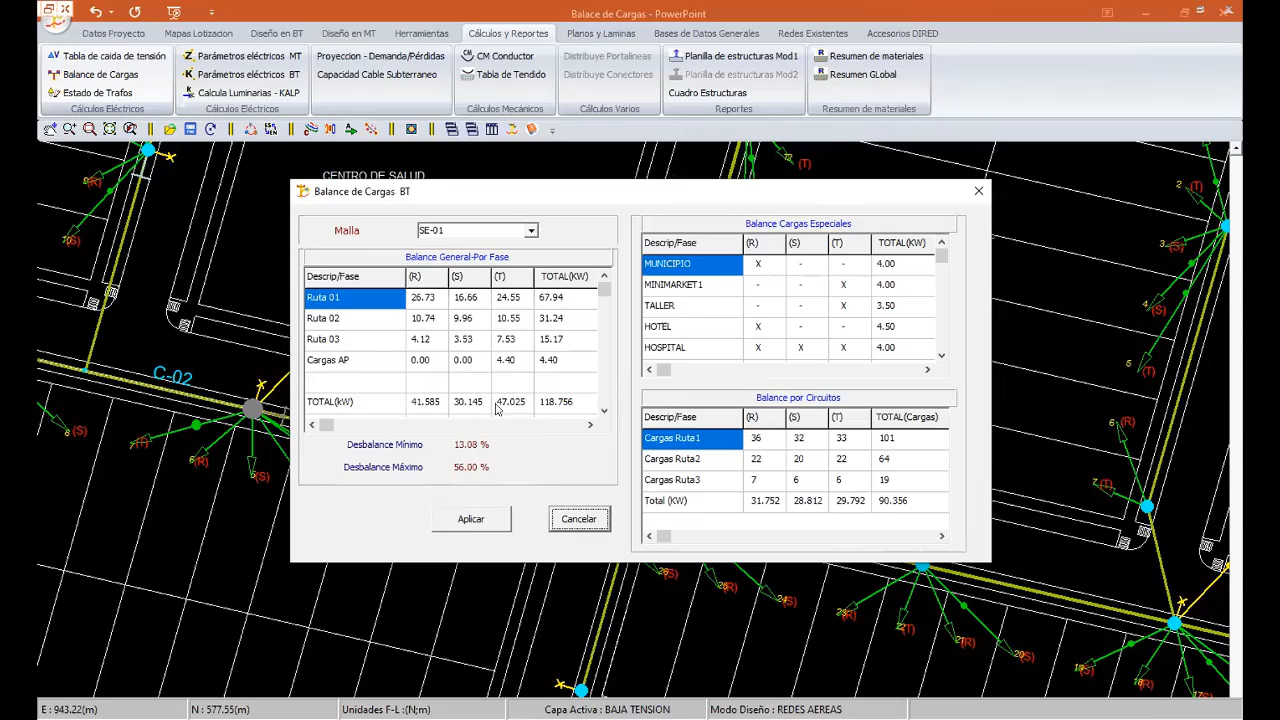 Balace de Cargas - PowerPoint
Datos Proyecto Mapas Lotizacion Diseño en BT Diseño en MT Herramientas Cálculos y Reportes Planos y Laminas Bases de Datos Generales Redes Existentes Accesorios DIRED
Tabla de caida de tensión
Balance de Cargas
Estado de Trafos
Cálculos Eléctricos
Parámetros eléctricos MT
Parámetros eléctricos BT
Calcula Luminarias - KALP
Cálculos Eléctricos
Proyeccion - Demanda/Pérdidas
Capacidad Cable Subterraneo
CM Conductor
Tabla de Tendido
Cálculos Mecánicos
Distribuye Portalineas
Distribuye Conectores
Cálculos Varios
Planilla de estructuras Mod1
Planilla de estructuras Mod2
Cuadro Estructuras
Reportes
Resumen de materiales
Resumen GLobal
Resumen de materiales
CENTRO DE SALUD
C-02
Balance de Cargas BT
Malla SE-01
Balance General-Por Fase
Descrip/Fase (R) (S) (T) TOTAL(KW)
Ruta 01 26.73 16.66 24.55 67.94
Ruta 02 10.74 9.96 10.55 31.24
Ruta 03 4.12 3.53 7.53 15.17
Cargas AP 0.00 0.00 4.40 4.40
TOTAL(kW) 41.585 30.145 47.025 118.756
Desbalance Mínimo 13.08 %
Desbalance Máximo 56.00 %
Aplicar Cancelar
Balance Cargas Especiales
Descrip/Fase (R) (S) (T) TOTAL(KW)
MUNICIPIO X - - 4.00
MINIMARKET1 - - X 4.00
TALLER - - X 3.50
HOTEL X - - 4.50
HOSPITAL X X X 4.00
Balance por Circuitos
Descrip/Fase (R) (S) (T) TOTAL(Cargas)
Cargas Ruta1 36 32 33 101
Cargas Ruta2 22 20 22 64
Cargas Ruta3 7 6 6 19
Total (KW) 31.752 28.812 29.792 90.356
E : 943.22(m) N : 577.55(m) Unidades F-L :(N;m) Capa Activa : BAJA TENSION Modo Diseño : REDES AEREAS